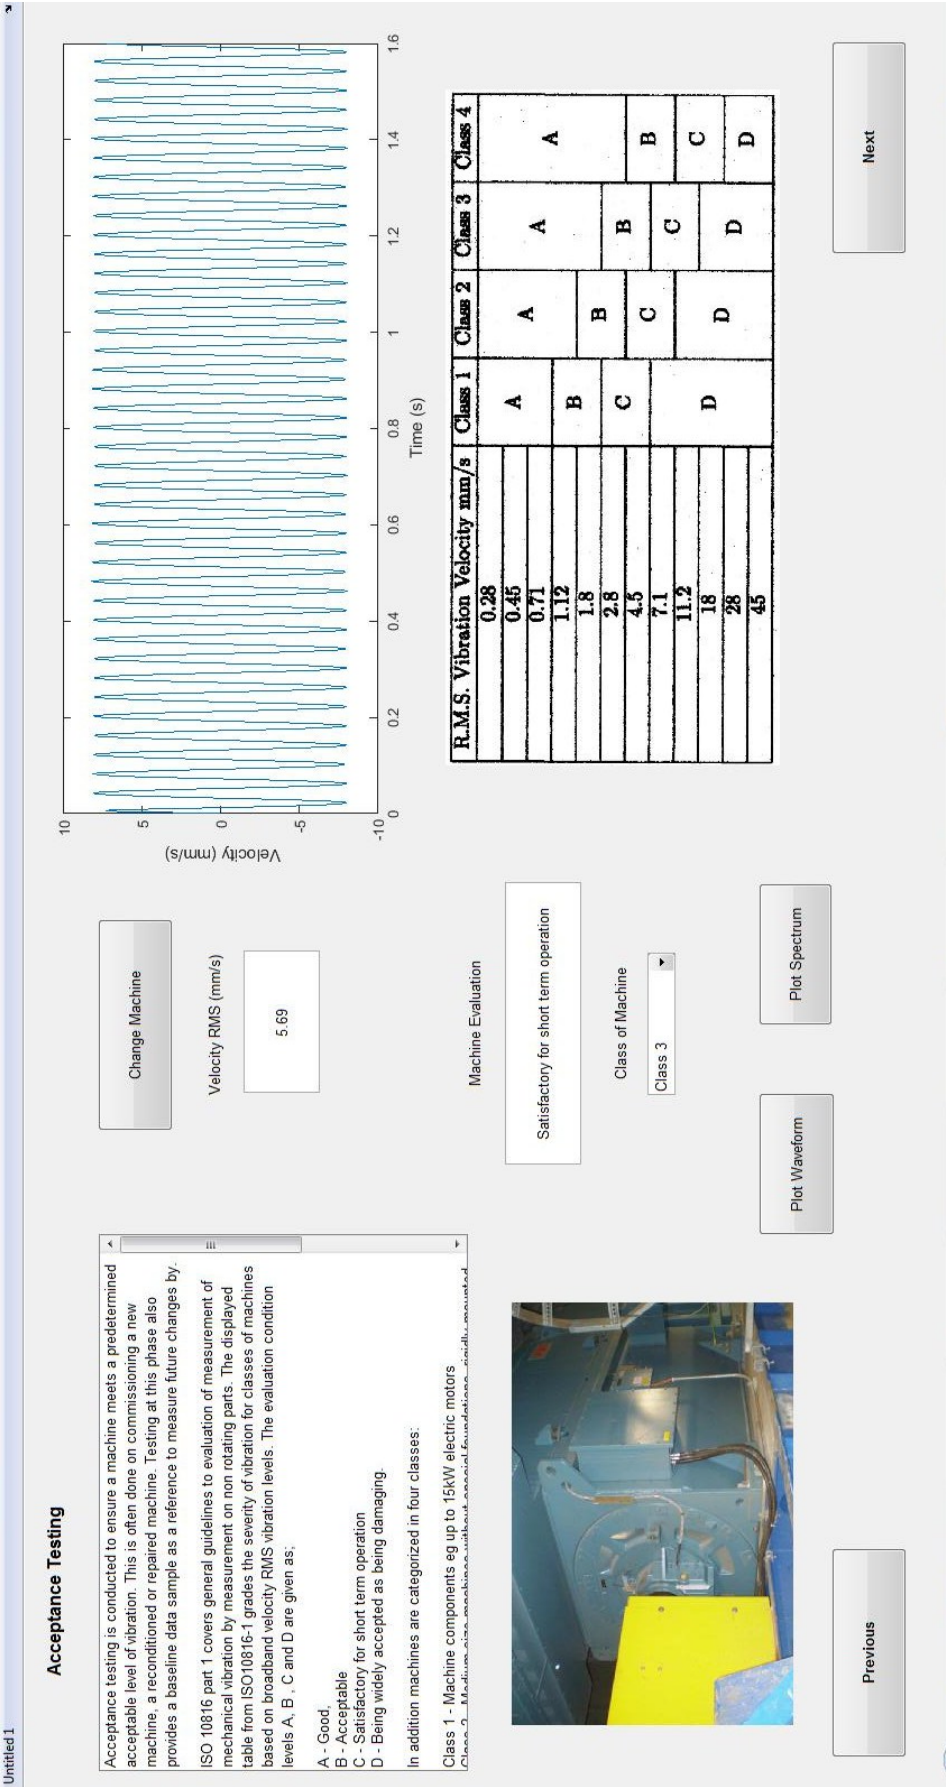 Untitled 1
Acceptance Testing
Acceptance testing is conducted to ensure a machine meets a predetermined
acceptable level of vibration. This is often done on commissioning a new
machine, a reconditioned or repaired machine. Testing at this phase also
provides a baseline data sample as a reference to measure future changes by.
ISO 10816 part 1 covers general guidelines to evaluation of measurement of
mechanical vibration by measurement on non rotating parts. The displayed
table from ISO10816-1 grades the severity of vibration for classes of machines
based on broadband velocity RMS vibration levels. The evaluation condition
levels A, B , C and D are given as;
A - Good,
B - Acceptable
C - Satisfactory for short term operation
D - Being widely accepted as being damaging.
In addition machines are categorized in four classes:
Class 1 - Machine components eg up to 15kW electric motors
Class 2 - Medium size machines without special foundations, rigidly mounted
Previous
Change Machine
Velocity RMS (mm/s)
5.69
Machine Evaluation
Satisfactory for short term operation
Class of Machine
Class 3
Plot Waveform
Plot Spectrum
Velocity (mm/s)
10
5
0
-5
-10
0 0.2 0.4 0.6 0.8 1 1.2 1.4 1.6
Time (s)
R.M.S. Vibration Velocity mm/s Class 1 Class 2 Class 3 Class 4
0.28
0.45
0.71
1.12
1.8
2.8
4.5
7.1
11.2
18
28
45
A B C D
A B C D
A B C D
A B C D
Next